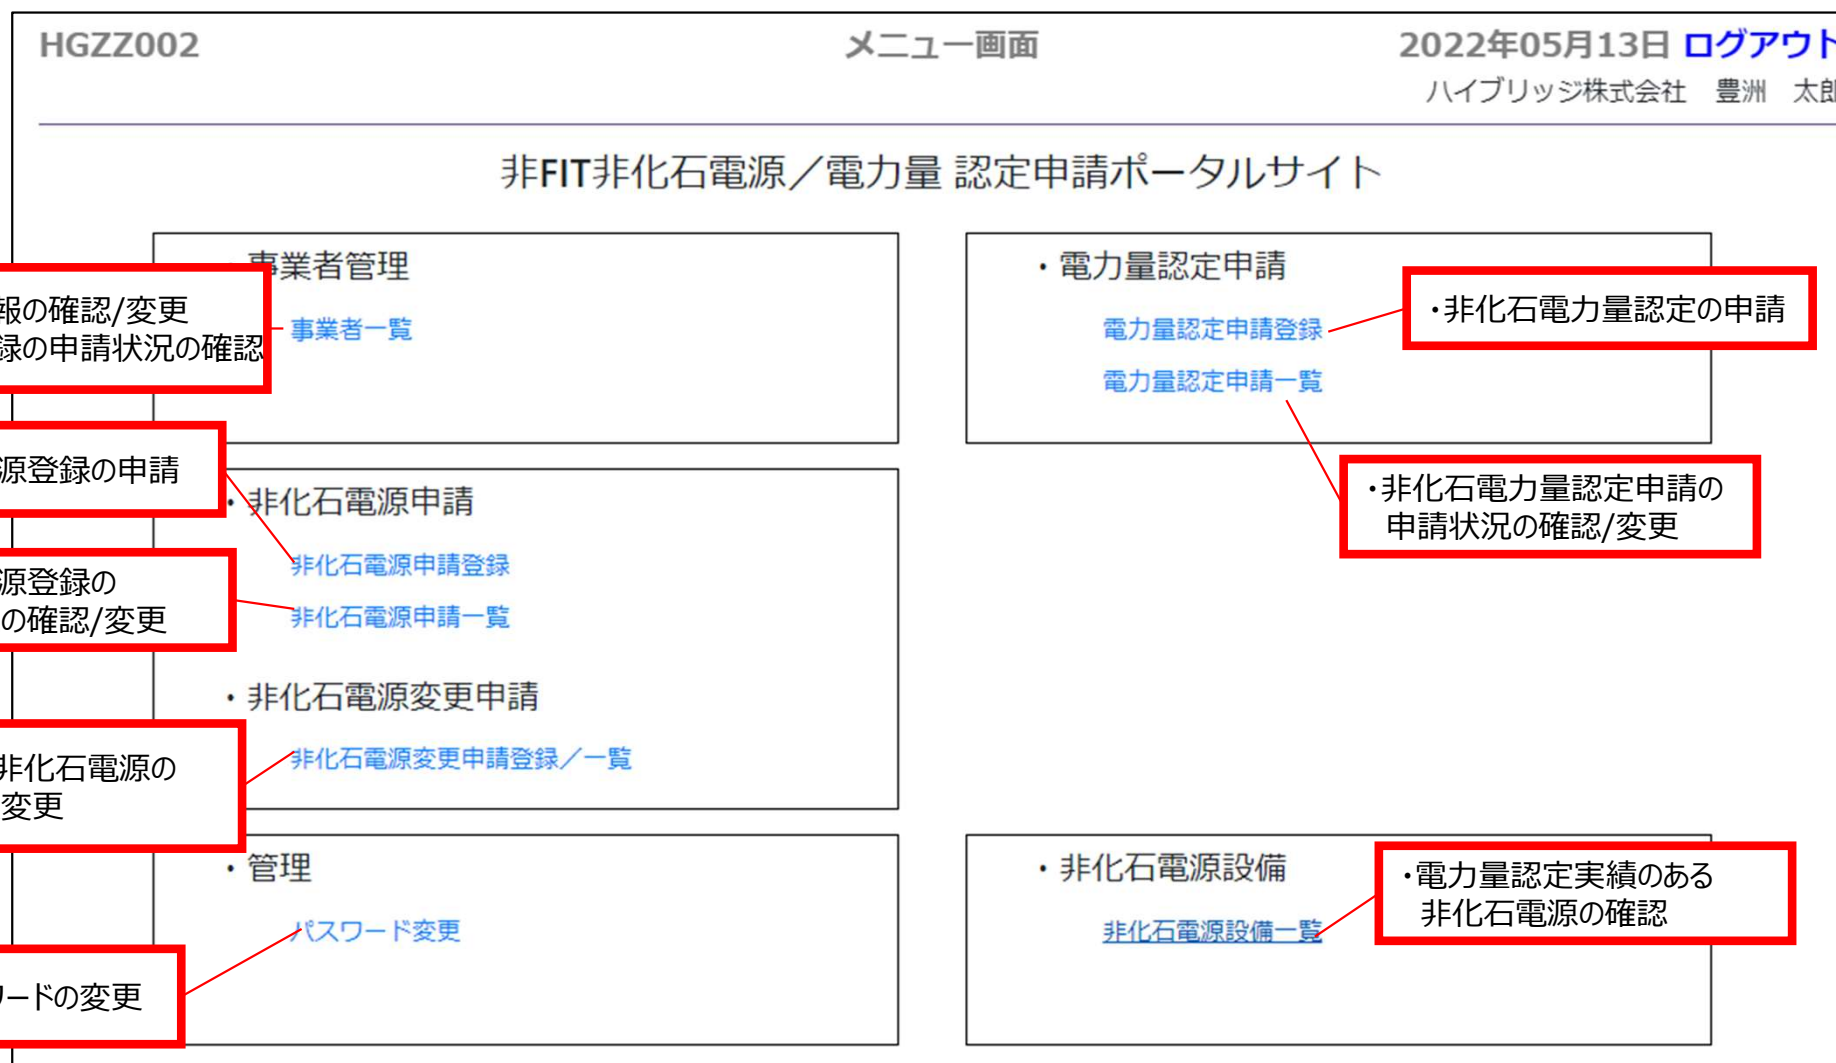 HGZZ002
メニュー画面
2022年05月13日 ログアウト
ハイブリッジ株式会社　豊洲　太郎
非FIT非化石電源／電力量 認定申請ポータルサイト
・事業者管理
事業者一覧
報の確認/変更
録の申請状況の確認
・電力量認定申請
電力量認定申請登録
電力量認定申請一覧
・非化石電力量認定の申請
・非化石電力量認定申請の
申請状況の確認/変更
源登録の申請
・非化石電源申請
非化石電源申請登録
非化石電源申請一覧
源登録の
の確認/変更
・非化石電源変更申請
非化石電源変更申請登録／一覧
非化石電源の
変更
・管理
パスワード変更
ードの変更
・非化石電源設備
非化石電源設備一覧
・電力量認定実績のある
非化石電源の確認